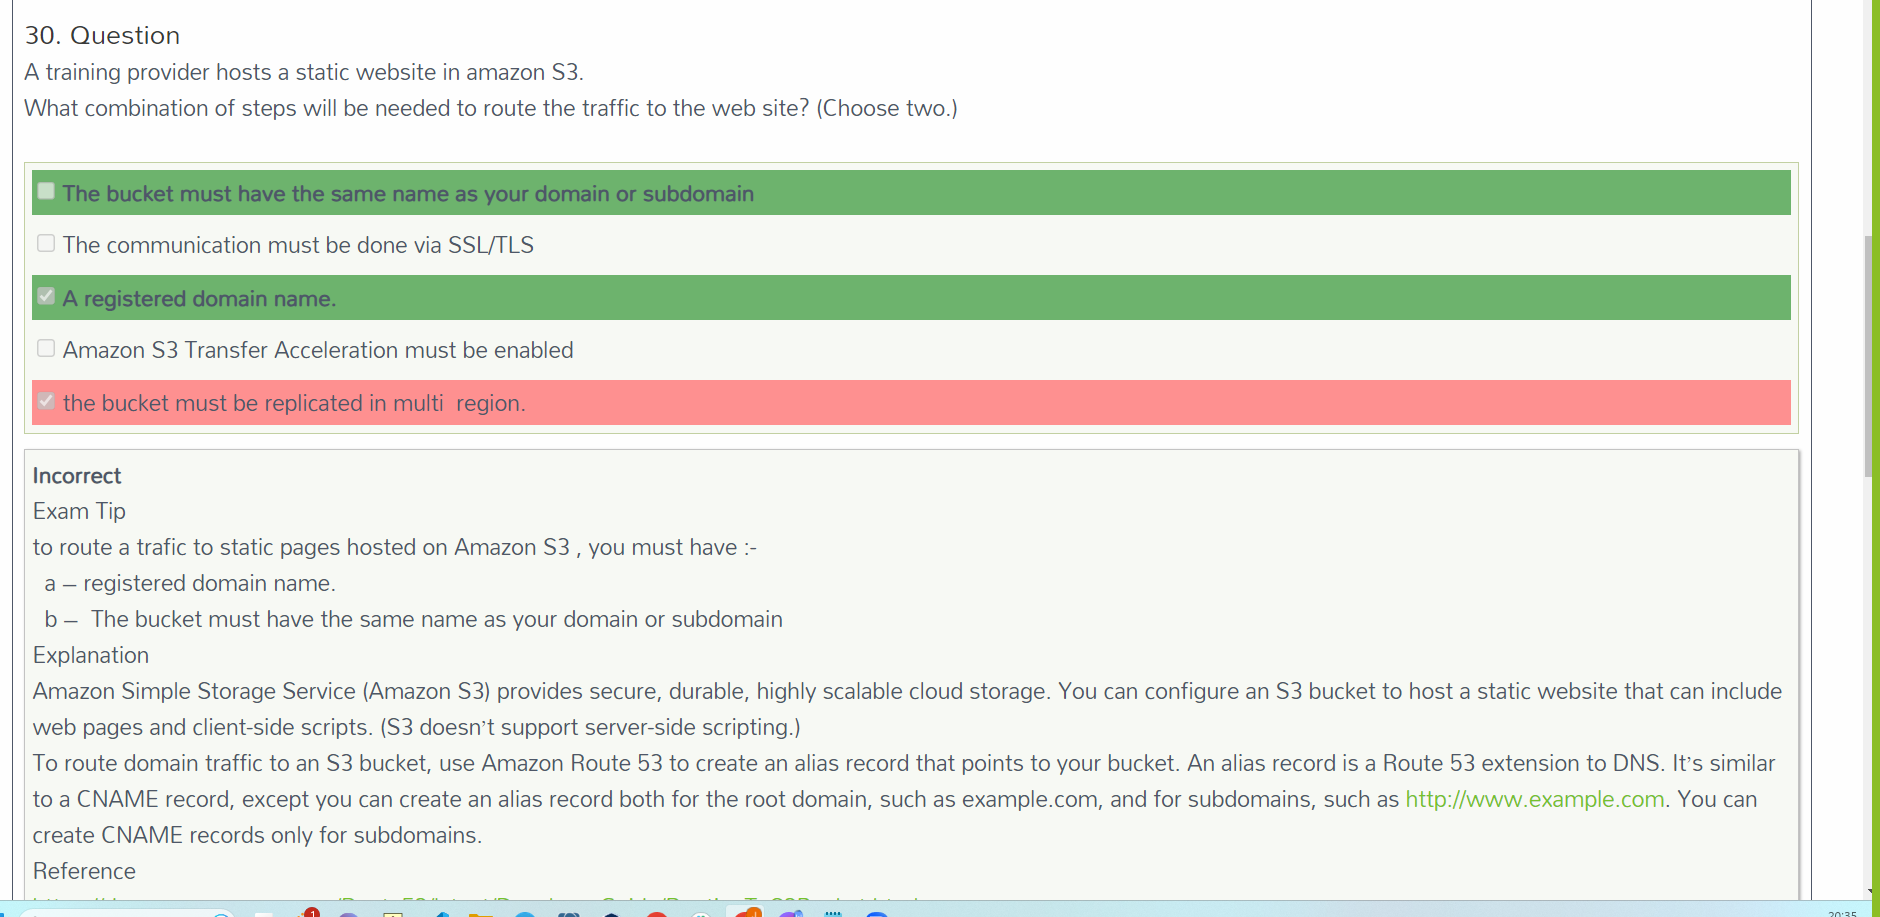 30. Question
A training provider hosts a static website in amazon S3.
What combination of steps will be needed to route the traffic to the web site? (Choose two.)
The bucket must have the same name as your domain or subdomain
The communication must be done via SSL/TLS
A registered domain name.
Amazon S3 Transfer Acceleration must be enabled
the bucket must be replicated in multi  region.
Incorrect
Exam Tip
to route a trafic to static pages hosted on Amazon S3 , you must have :-
a – registered domain name.
b –  The bucket must have the same name as your domain or subdomain
Explanation
Amazon Simple Storage Service (Amazon S3) provides secure, durable, highly scalable cloud storage. You can configure an S3 bucket to host a static website that can include
web pages and client-side scripts. (S3 doesn’t support server-side scripting.)
To route domain traffic to an S3 bucket, use Amazon Route 53 to create an alias record that points to your bucket. An alias record is a Route 53 extension to DNS. It’s similar
to a CNAME record, except you can create an alias record both for the root domain, such as example.com, and for subdomains, such as http://www.example.com. You can
create CNAME records only for subdomains.
Reference
1
20:35